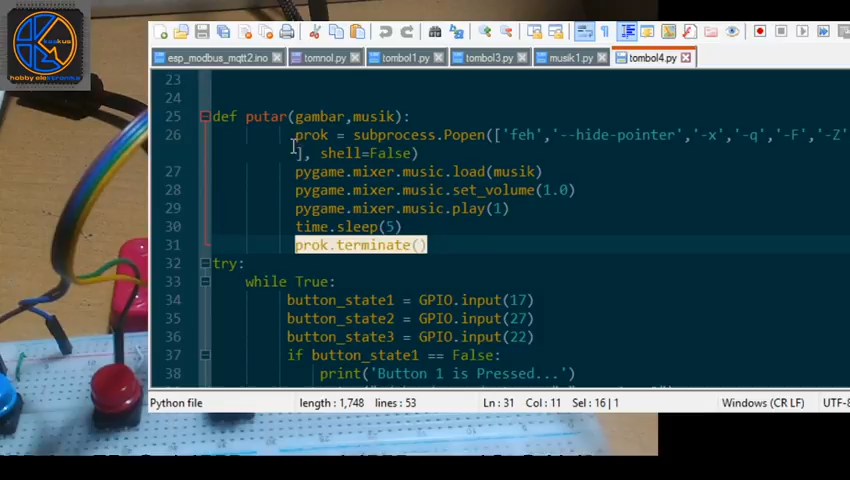 kaskus
hobby elektronika
esp_modbus_mqtt2.ino tomnol.py tombol1.py tombol3.py musik1.py tombol4.py
23
24
25 def putar(gambar,musik):
26 prok = subprocess.Popen(['feh','--hide-pointer','-x','-q','-F','-Z'
], shell=False)
27 pygame.mixer.music.load(musik)
28 pygame.mixer.music.set_volume(1.0)
29 pygame.mixer.music.play(1)
30 time.sleep(5)
31 prok.terminate()
32 try:
33 while True:
34 button_state1 = GPIO.input(17)
35 button_state2 = GPIO.input(27)
36 button_state3 = GPIO.input(22)
37 if button_state1 == False:
38 print('Button 1 is Pressed...')
Python file length : 1,748 lines : 53 Ln : 31 Col : 11 Sel : 16 | 1 Windows (CR LF)